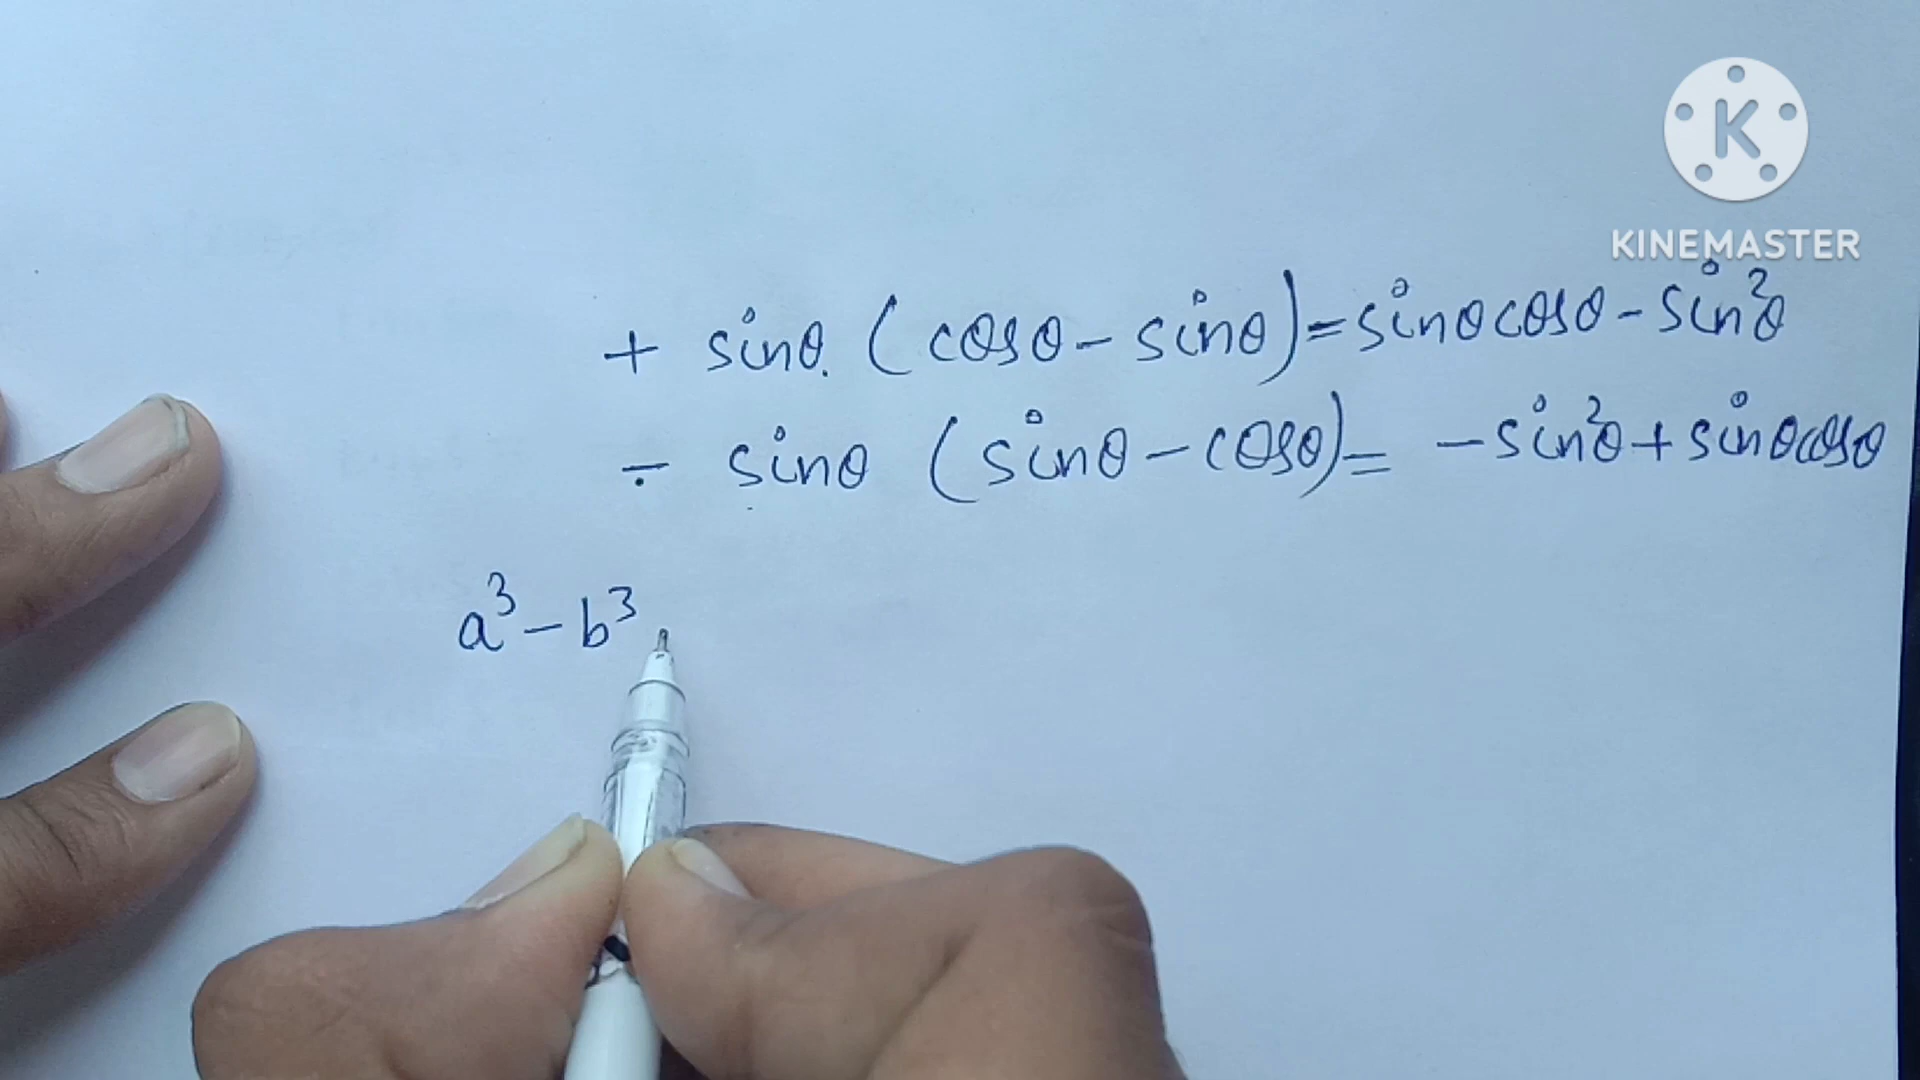 KINEMASTER
+ sinθ. (cosθ - sinθ) = sinθcosθ - sin²θ
÷ sinθ (sinθ - cosθ) = - sin²θ + sinθcosθ
a³ - b³